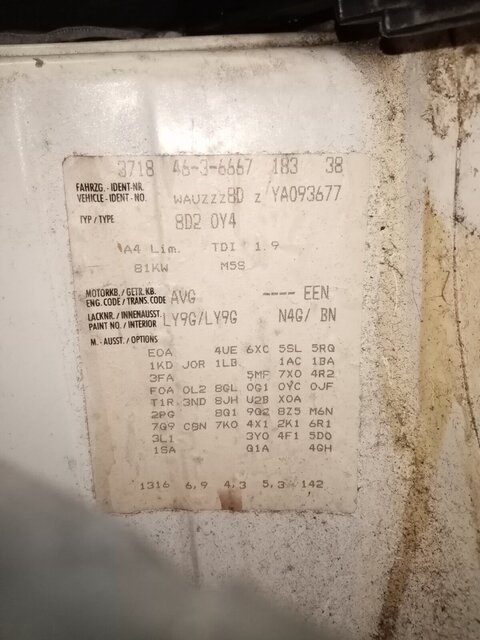 3718 46-3-6667 183 38
FAHRZG.-IDENT-NR.
VEHICLE-IDENT-NO. WAUZZZ8D Z YA093677
TYP / TYPE 8D2 0Y4
A4 Lim. TDI 1.9
81KW M5S
MOTORKB. / GETR. KB.
ENG. CODE / TRANS. CODE AVG ---- EEN
LACKNR. / INNENAUSST.
PAINT NO. / INTERIOR LY9G/LY9G N4G/ BN
M. - AUSST. / OPTIONS
E0A 4UE 6XC 5SL 5RQ
1KD J0R 1LB 1AC 1BA
3FA 5MF 7X0 4R2
F0A 0L2 8GL 0G1 0YC 0JF
T1R 3ND 8JH U2B X0A
2PG 8Q1 9Q2 8Z5 M6N
7Q9 C8N 7K0 4X1 2K1 6R1
3L1 3Y0 4F1 5D0
1SA Q1A 4GH
1316 6,9 4,3 5,3 142